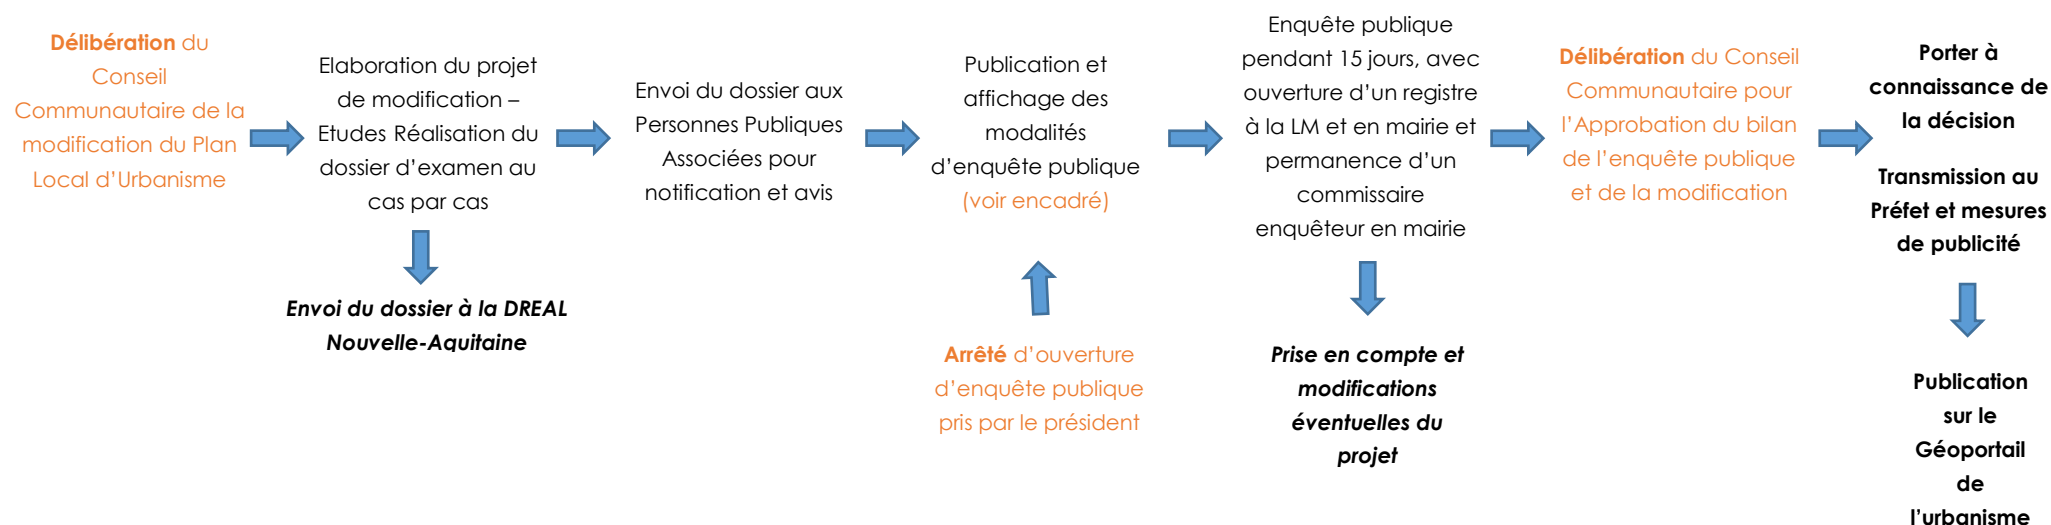 Délibération du
Conseil
Communautaire de la
modification du Plan
Local d’Urbanisme
Elaboration du projet
de modification –
Etudes Réalisation du
dossier d’examen au
cas par cas
Envoi du dossier à la DREAL
Nouvelle-Aquitaine
Envoi du dossier aux
Personnes Publiques
Associées pour
notification et avis
Publication et
affichage des
modalités
d’enquête publique
(voir encadré)
Arrêté d’ouverture
d’enquête publique
pris par le président
Enquête publique
pendant 15 jours, avec
ouverture d’un registre
à la LM et en mairie et
permanence d’un
commissaire
enquêteur en mairie
Prise en compte et
modifications
éventuelles du
projet
Délibération du Conseil
Communautaire pour
l’Approbation du bilan
de l’enquête publique
et de la modification
Porter à
connaissance de
la décision
Transmission au
Préfet et mesures
de publicité
Publication
sur le
Géoportail
de
l’urbanisme